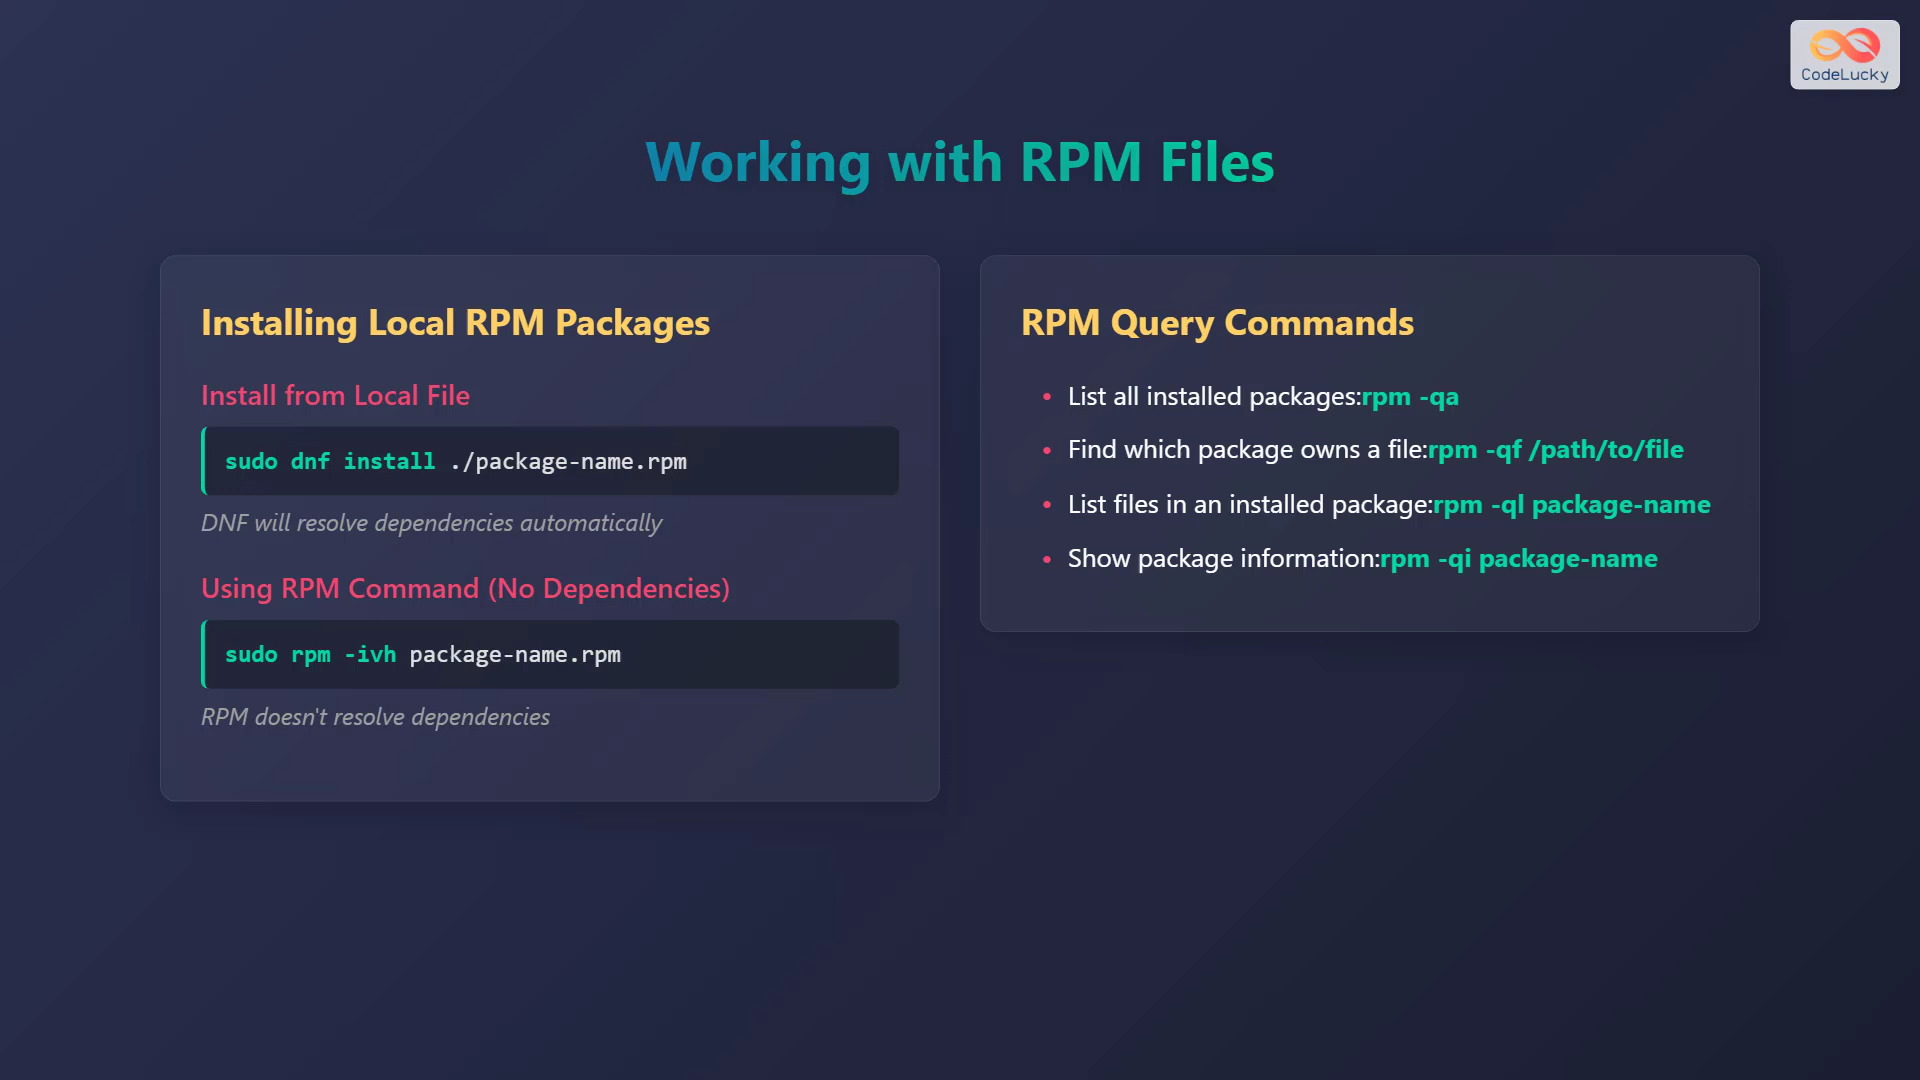 CodeLucky
Working with RPM Files
Installing Local RPM Packages
Install from Local File
sudo dnf install ./package-name.rpm
DNF will resolve dependencies automatically
Using RPM Command (No Dependencies)
sudo rpm -ivh package-name.rpm
RPM doesn't resolve dependencies
RPM Query Commands
• List all installed packages:rpm -qa
• Find which package owns a file:rpm -qf /path/to/file
• List files in an installed package:rpm -ql package-name
• Show package information:rpm -qi package-name